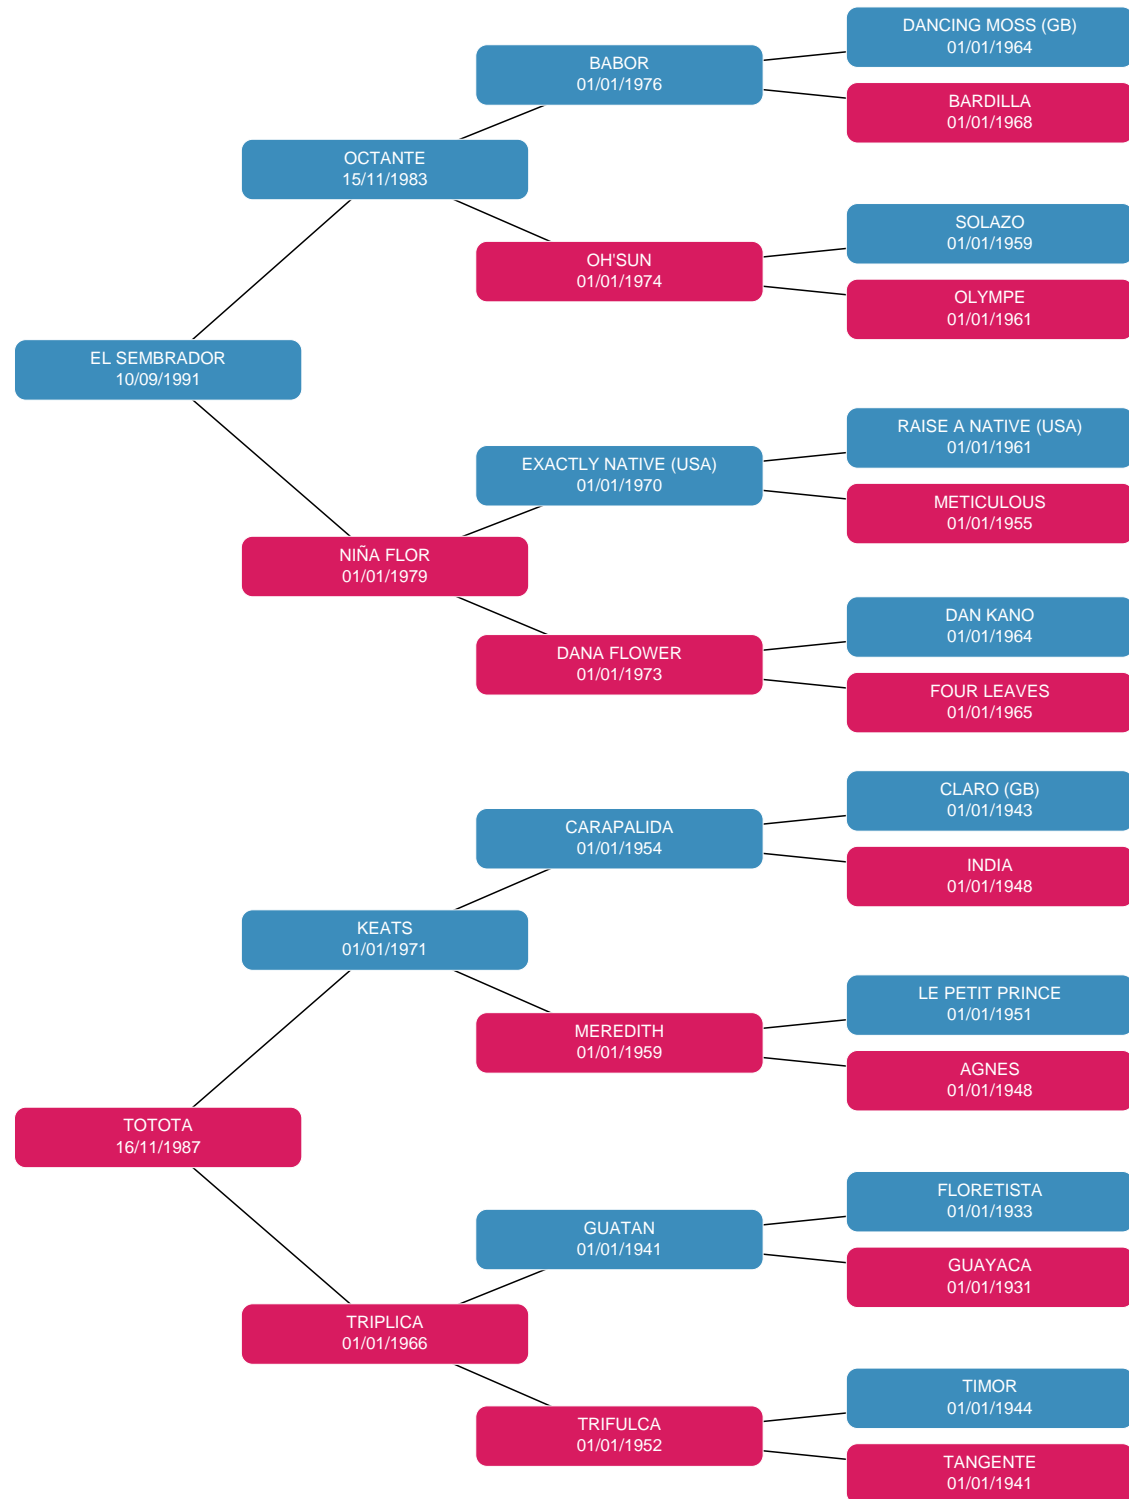 DANCING MOSS (GB)
01/01/1964
BABOR
01/01/1976
BARDILLA
01/01/1968
OCTANTE
15/11/1983
SOLAZO
01/01/1959
OH'SUN
01/01/1974
OLYMPE
01/01/1961
EL SEMBRADOR
10/09/1991
RAISE A NATIVE (USA)
01/01/1961
EXACTLY NATIVE (USA)
01/01/1970
METICULOUS
01/01/1955
NIÑA FLOR
01/01/1979
DAN KANO
01/01/1964
DANA FLOWER
01/01/1973
FOUR LEAVES
01/01/1965
CLARO (GB)
01/01/1943
CARAPALIDA
01/01/1954
INDIA
01/01/1948
KEATS
01/01/1971
LE PETIT PRINCE
01/01/1951
MEREDITH
01/01/1959
AGNES
01/01/1948
TOTOTA
16/11/1987
FLORETISTA
01/01/1933
GUATAN
01/01/1941
GUAYACA
01/01/1931
TRIPLICA
01/01/1966
TIMOR
01/01/1944
TRIFULCA
01/01/1952
TANGENTE
01/01/1941